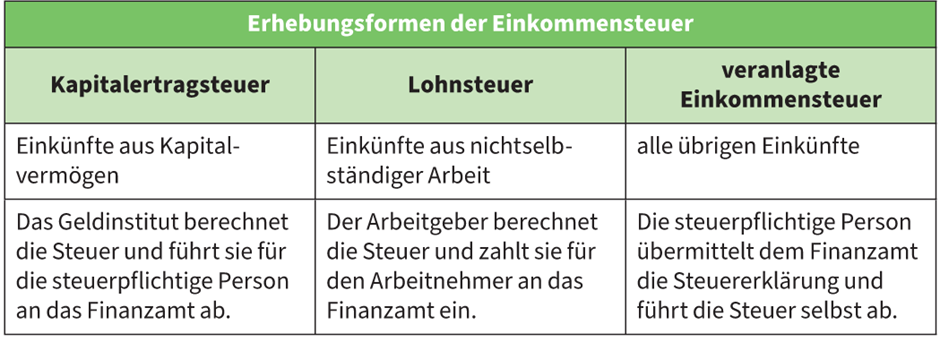 Erhebungsformen der Einkommensteuer
Kapitalertragsteuer
Lohnsteuer
veranlagte
Einkommensteuer
Einkünfte aus Kapital-
vermögen
Einkünfte aus nichtselb-
ständiger Arbeit
alle übrigen Einkünfte
Das Geldinstitut berechnet
die Steuer und führt sie für
die steuerpflichtige Person
an das Finanzamt ab.
Der Arbeitgeber berechnet
die Steuer und zahlt sie für
den Arbeitnehmer an das
Finanzamt ein.
Die steuerpflichtige Person
übermittelt dem Finanzamt
die Steuererklärung und
führt die Steuer selbst ab.